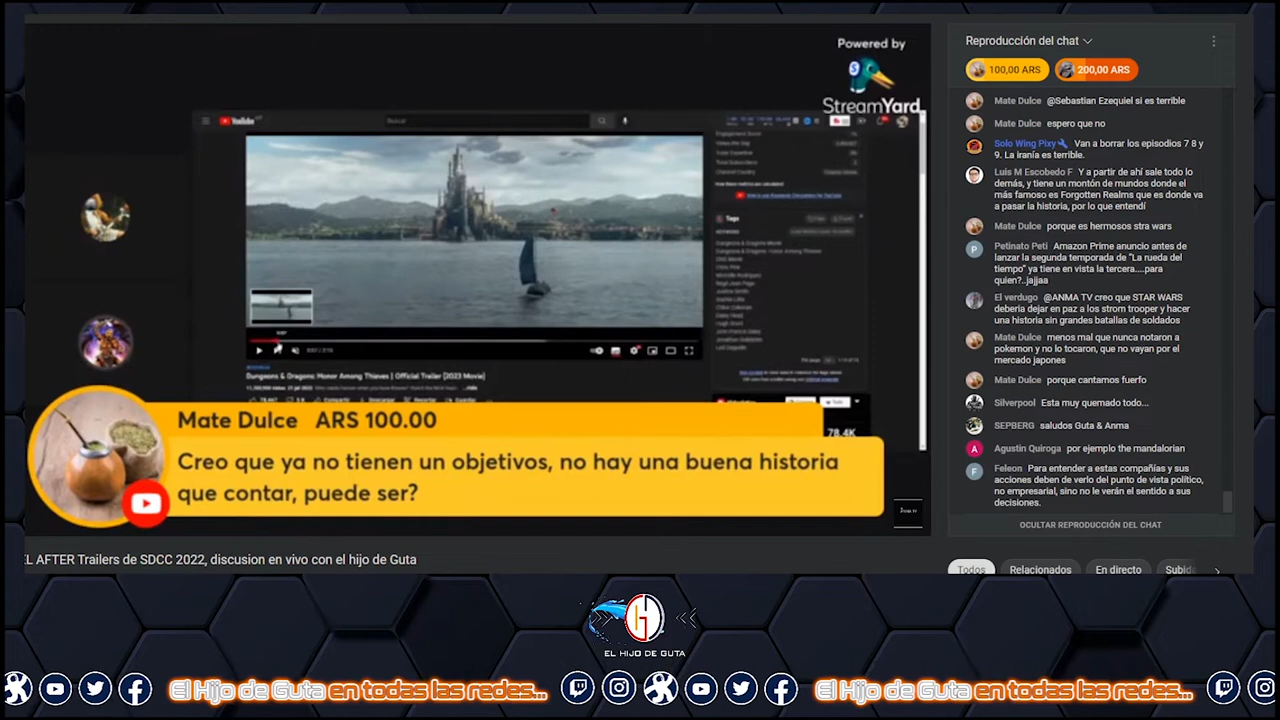 Powered by
StreamYard
YouTube
Buscar
Tags
0:07
Dungeons & Dragons: Honor Among Thieves | Official Trailer (2023 Movie)
78.4K
Mate Dulce ARS 100.00
Creo que ya no tienen un objetivos, no hay una buena historia
que contar, puede ser?
EL AFTER Trailers de SDCC 2022, discusion en vivo con el hijo de Guta
Reproducción del chat
100,00 ARS
200,00 ARS
Mate Dulce @Sebastian Ezequiel si es terrible
Mate Dulce espero que no
Solo Wing Pixy Van a borrar los episodios 7 8 y
9. La iranía es terrible.
Luis M Escobedo F Y a partir de ahí sale todo lo
demás, y tiene un montón de mundos donde el
más famoso es Forgotten Realms que es donde va
a pasar la historia, por lo que entendí
Mate Dulce porque es hermosos stra wars
P
Petinato Peti Amazon Prime anuncio antes de
lanzar la segunda temporada de “La rueda del
tiempo” ya tiene en vista la tercera....para
quien?..jajjaa
El verdugo @ANMA TV creo que STAR WARS
deberia dejar en paz a los strom trooper y hacer
una historia sin grandes batallas de soldados
Mate Dulce menos mal que nunca notaron a
pokemon y no lo tocaron, que no vayan por el
mercado japones
Mate Dulce porque cantamos fuerfo
Silverpool Esta muy quemado todo...
SEPBERG saludos Guta & Anma
A
Agustin Quiroga por ejemplo the mandalorian
F
Feleon Para entender a estas compañías y sus
acciones deben de verlo del punto de vista político,
no empresarial, sino no le verán el sentido a sus
decisiones.
OCULTAR REPRODUCCIÓN DEL CHAT
Todos
Relacionados
En directo
Subid
EL HIJO DE GUTA
El Hijo de Guta en todas las redes...
El Hijo de Guta en todas las redes...